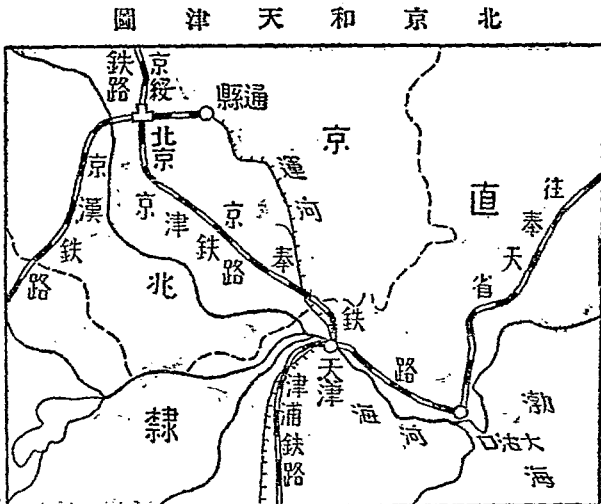 北京和天津圖
京綏鉄路
通縣
北京
京兆
運河
直隸省
往奉天
京漢鉄路
京津鉄路
京奉鉄路
天津
津浦鉄路
海河
大沽口
渤海